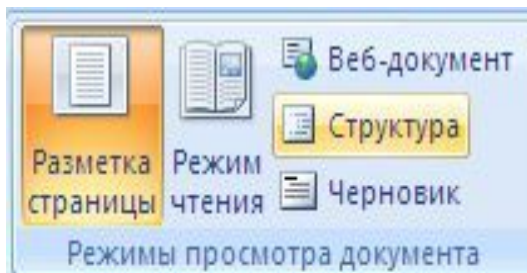 Разметка
страницы
Режим
чтения
Веб-документ
Структура
Черновик
Режимы просмотра документа